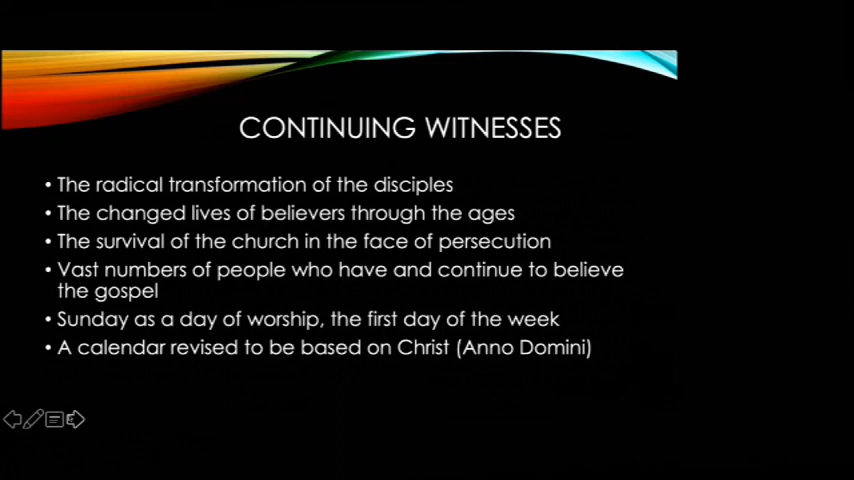 CONTINUING WITNESSES
• The radical transformation of the disciples
• The changed lives of believers through the ages
• The survival of the church in the face of persecution
• Vast numbers of people who have and continue to believe
the gospel
• Sunday as a day of worship, the first day of the week
• A calendar revised to be based on Christ (Anno Domini)